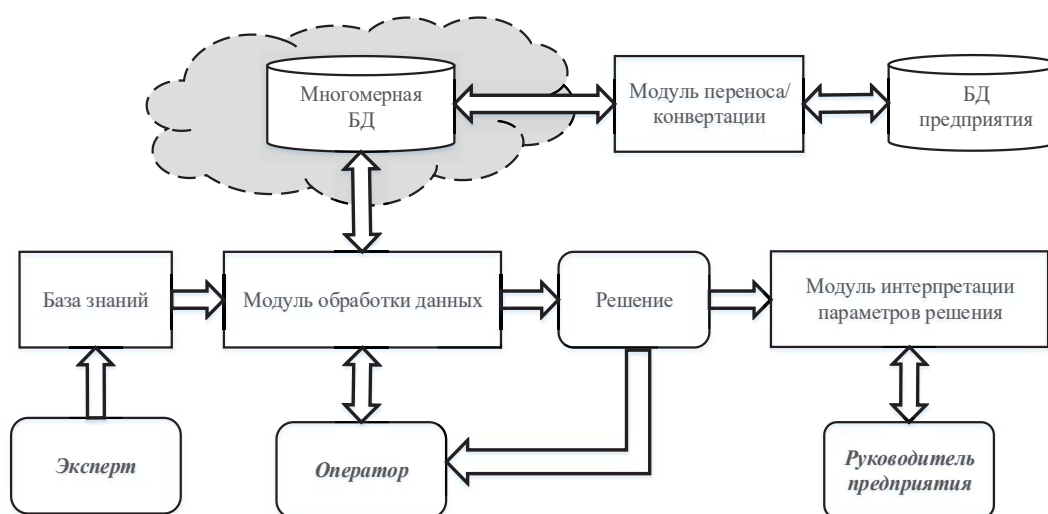 Многомерная
БД
Модуль переноса/
конвертации
БД
предприятия
База знаний
Модуль обработки данных
Решение
Модуль интерпретации
параметров решения
Эксперт
Оператор
Руководитель
предприятия